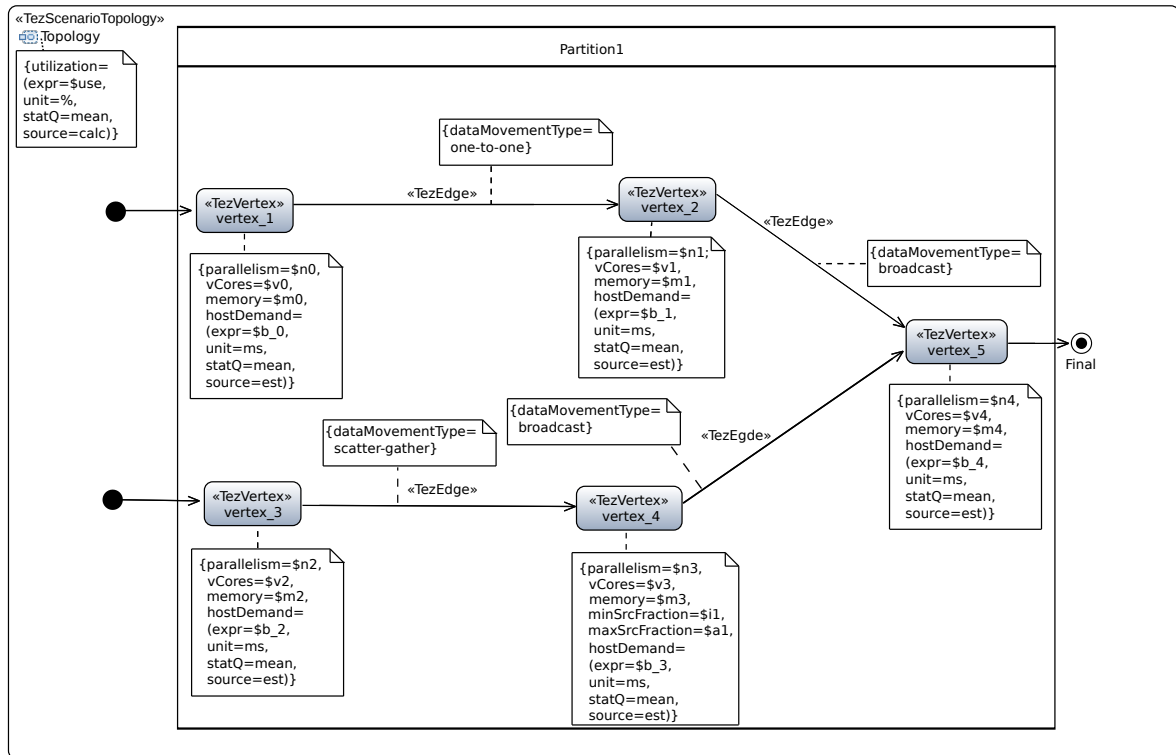 «TezScenarioTopology»
Topology
{utilization=
(expr=$use,
unit=%,
statQ=mean,
source=calc)}
Partition1
{dataMovementType=
one-to-one}
«TezEdge»
«TezVertex»
vertex_1
«TezVertex»
vertex_2
«TezEdge»
{dataMovementType=
broadcast}
{parallelism=$n0,
vCores=$v0,
memory=$m0,
hostDemand=
(expr=$b_0,
unit=ms,
statQ=mean,
source=est)}
{parallelism=$n1;
vCores=$v1,
memory=$m1,
hostDemand=
(expr=$b_1,
unit=ms,
statQ=mean,
source=est)}
«TezVertex»
vertex_5
Final
{parallelism=$n4,
vCores=$v4,
memory=$m4,
hostDemand=
(expr=$b_4,
unit=ms,
statQ=mean,
source=est)}
{dataMovementType=
scatter-gather}
{dataMovementType=
broadcast}
«TezEgde»
«TezEdge»
«TezVertex»
vertex_3
«TezVertex»
vertex_4
{parallelism=$n2,
vCores=$v2,
memory=$m2,
hostDemand=
(expr=$b_2,
unit=ms,
statQ=mean,
source=est)}
{parallelism=$n3,
vCores=$v3,
memory=$m3,
minSrcFraction=$i1,
maxSrcFraction=$a1,
hostDemand=
(expr=$b_3,
unit=ms,
statQ=mean,
source=est)}